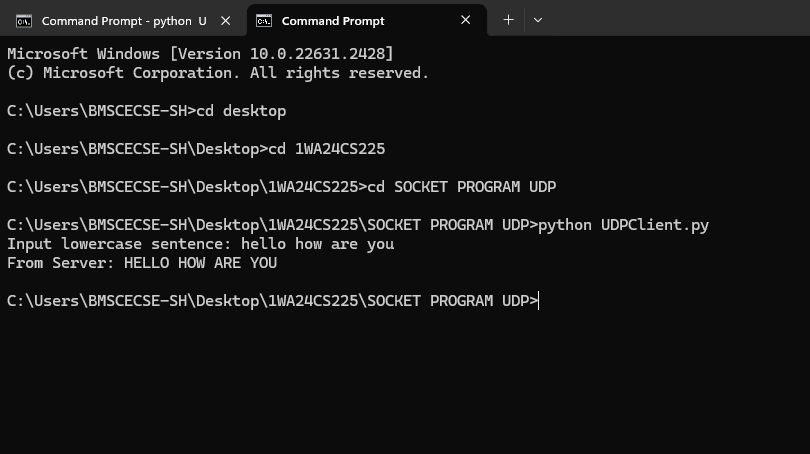 Command Prompt - python U
Command Prompt
Microsoft Windows [Version 10.0.22631.2428]
(c) Microsoft Corporation. All rights reserved.
C:\Users\BMSCECSE-SH>cd desktop
C:\Users\BMSCECSE-SH\Desktop>cd 1WA24CS225
C:\Users\BMSCECSE-SH\Desktop\1WA24CS225>cd SOCKET PROGRAM UDP
C:\Users\BMSCECSE-SH\Desktop\1WA24CS225\SOCKET PROGRAM UDP>python UDPClient.py
Input lowercase sentence: hello how are you
From Server: HELLO HOW ARE YOU
C:\Users\BMSCECSE-SH\Desktop\1WA24CS225\SOCKET PROGRAM UDP>